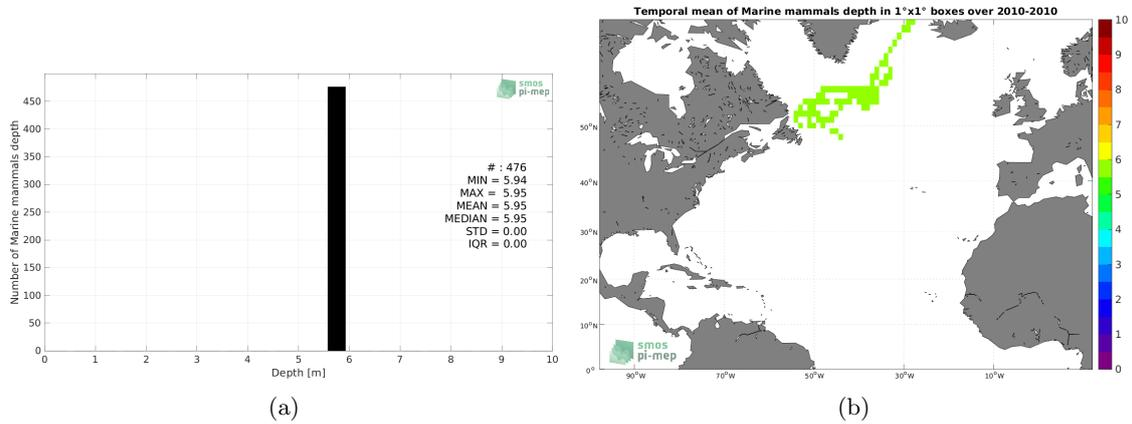 Temporal mean of Marine mammals depth in 1°x1° boxes over 2010-2010
smos
pi-mep
Number of Marine mammals depth
450
400
350
300
250
200
150
100
50
0
# : 476
MIN = 5.94
MAX = 5.95
MEAN = 5.95
MEDIAN = 5.95
STD = 0.00
IQR = 0.00
0 1 2 3 4 5 6 7 8 9 10
Depth [m]
(a)
50°N
40°N
30°N
20°N
10°N
0°
90°W 70°W 50°W 30°W 10°W
smos
pi-mep
10
9
8
7
6
5
4
3
2
1
0
(b)